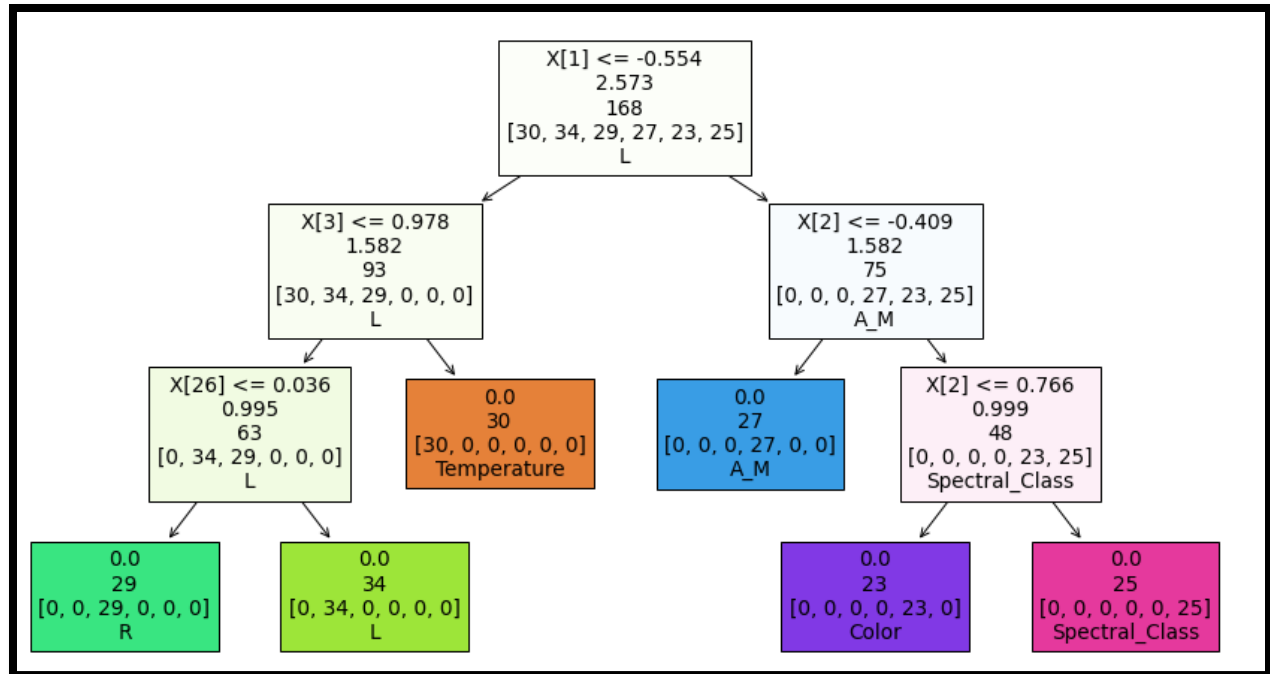 X[1] <= -0.554
2.573
168
[30, 34, 29, 27, 23, 25]
L
X[3] <= 0.978
1.582
93
[30, 34, 29, 0, 0, 0]
L
X[2] <= -0.409
1.582
75
[0, 0, 0, 27, 23, 25]
A_M
X[26] <= 0.036
0.995
63
[0, 34, 29, 0, 0, 0]
L
0.0
30
[30, 0, 0, 0, 0, 0]
Temperature
0.0
27
[0, 0, 0, 27, 0, 0]
A_M
X[2] <= 0.766
0.999
48
[0, 0, 0, 0, 23, 25]
Spectral_Class
0.0
29
[0, 0, 29, 0, 0, 0]
R
0.0
34
[0, 34, 0, 0, 0, 0]
L
0.0
23
[0, 0, 0, 0, 23, 0]
Color
0.0
25
[0, 0, 0, 0, 0, 25]
Spectral_Class